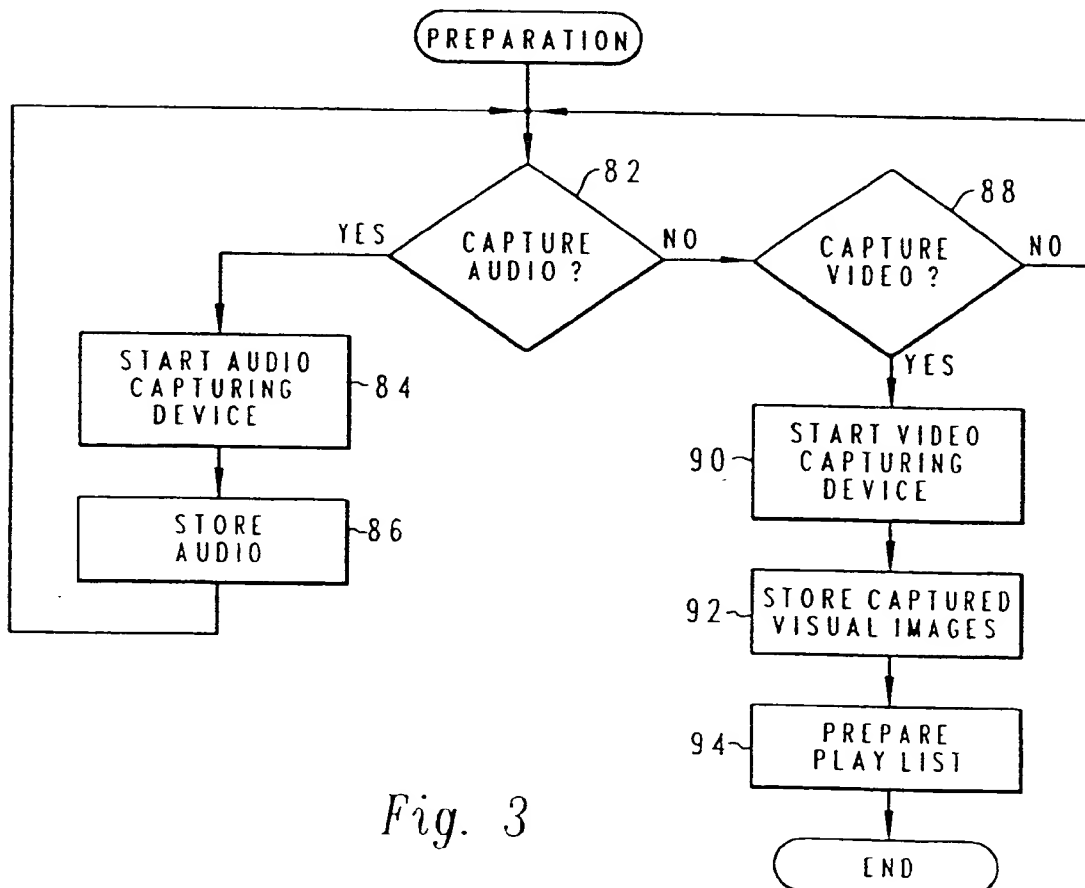 PREPARATION
82
CAPTURE
AUDIO?
YES
NO
88
CAPTURE
VIDEO?
NO
YES
START AUDIO
CAPTURING
DEVICE
84
STORE
AUDIO
86
90
START VIDEO
CAPTURING
DEVICE
92
STORE CAPTURED
VISUAL IMAGES
94
PREPARE
PLAY LIST
END
Fig. 3